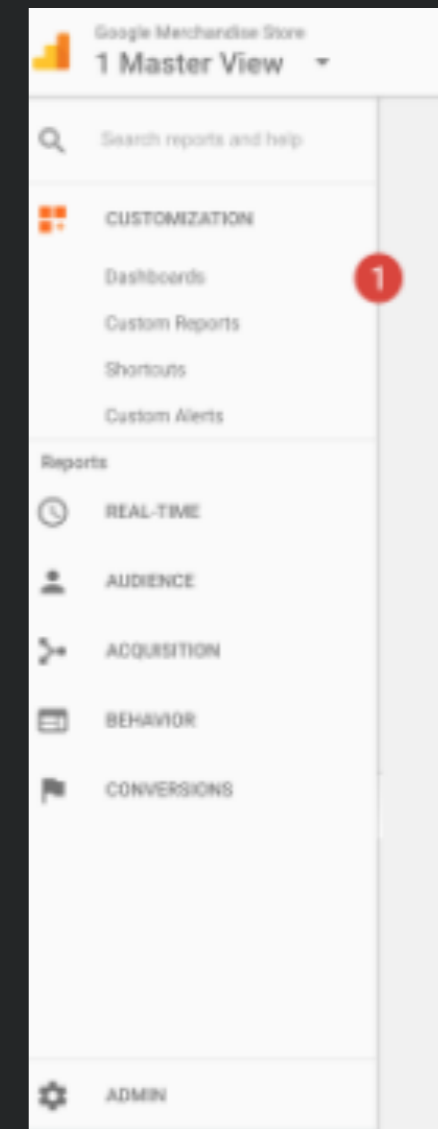 Google Merchandise Store
1 Master View
Search reports and help
CUSTOMIZATION
Dashboards
1
Custom Reports
Shortcuts
Custom Alerts
Reports
REAL-TIME
AUDIENCE
ACQUISITION
BEHAVIOR
CONVERSIONS
ADMIN